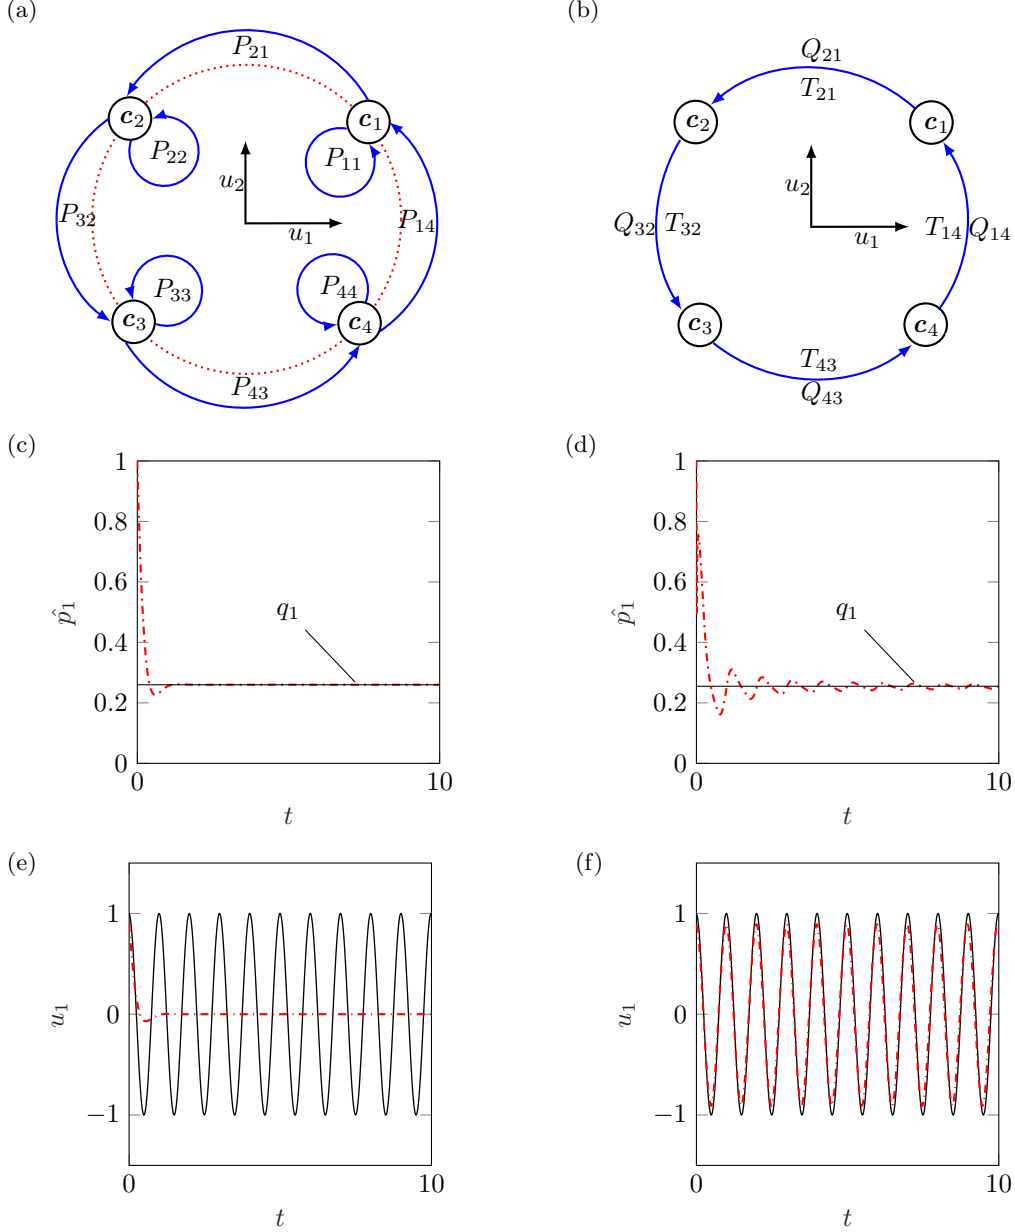 (a)
(b)
P₂₁
c₂
c₁
P₂₂
P₁₁
u₂
u₁
P₃₂
P₁₄
P₃₃
P₄₄
c₃
c₄
P₄₃
Q₂₁
T₂₁
c₂
c₁
u₂
u₁
Q₃₂ T₃₂
T₁₄ Q₁₄
c₃
c₄
T₄₃
Q₄₃
(c)
1
0.8
0.6
0.4
0.2
0
p̂₁
q₁
0 10
t
(d)
1
0.8
0.6
0.4
0.2
0
p̂₁
q₁
0 10
t
(e)
1
0
−1
u₁
0 10
t
(f)
1
0
−1
u₁
0 10
t